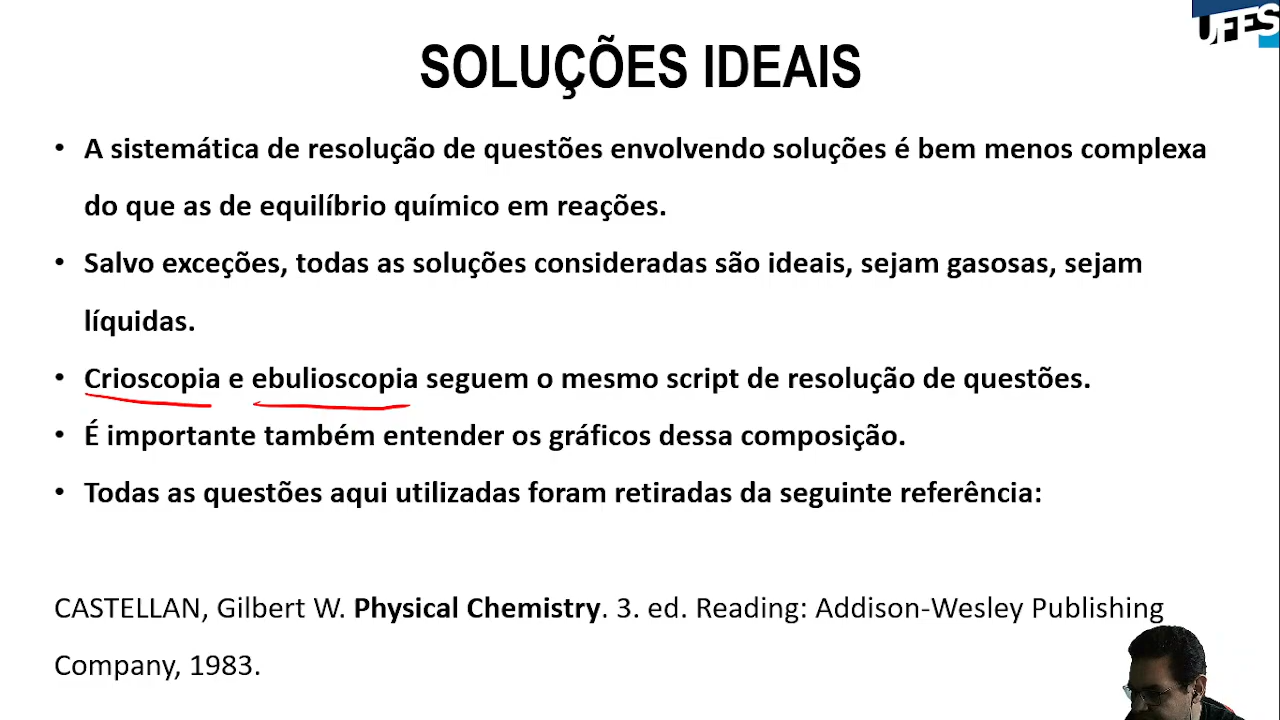 UFES
SOLUÇÕES IDEAIS
• A sistemática de resolução de questões envolvendo soluções é bem menos complexa
do que as de equilíbrio químico em reações.
• Salvo exceções, todas as soluções consideradas são ideais, sejam gasosas, sejam
líquidas.
• Crioscopia e ebulioscopia seguem o mesmo script de resolução de questões.
• É importante também entender os gráficos dessa composição.
• Todas as questões aqui utilizadas foram retiradas da seguinte referência:
CASTELLAN, Gilbert W. Physical Chemistry. 3. ed. Reading: Addison-Wesley Publishing
Company, 1983.